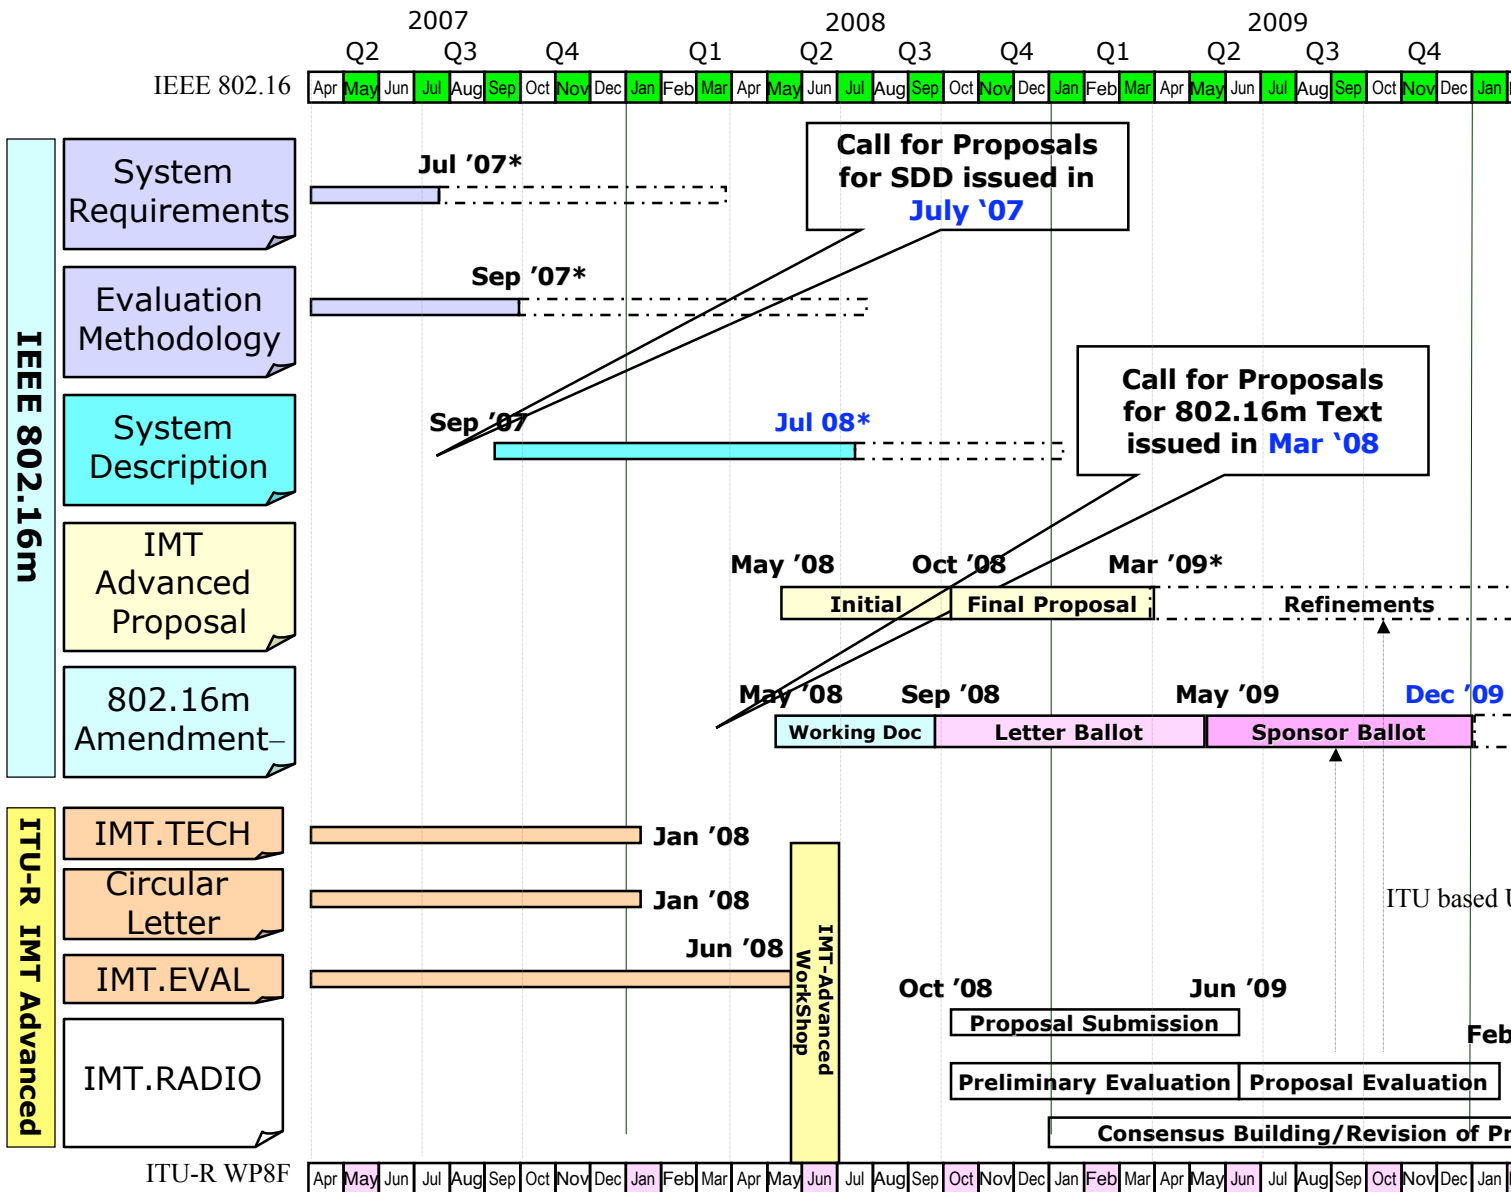 2007 2008 2009
Q2 Q3 Q4 Q1 Q2 Q3 Q4 Q1 Q2 Q3 Q4
IEEE 802.16 Apr May Jun Jul Aug Sep Oct Nov Dec Jan Feb Mar Apr May Jun Jul Aug Sep Oct Nov Dec Jan Feb Mar Apr May Jun Jul Aug Sep Oct Nov Dec Jan
IEEE 802.16m
System
Requirements
Jul ’07*
Call for Proposals
for SDD issued in
July ‘07
Evaluation
Methodology
Sep ’07*
System
Description
Sep ’07
Jul 08*
Call for Proposals
for 802.16m Text
issued in Mar ‘08
IMT
Advanced
Proposal
May ’08 Oct ’08 Mar ’09*
Initial Final Proposal Refinements
802.16m
Amendment–
May ’08 Sep ’08 May ’09 Dec ’09
Working Doc Letter Ballot Sponsor Ballot
ITU-R IMT Advanced
IMT.TECH
Jan ’08
Circular
Letter
Jan ’08
ITU based
IMT.EVAL
Jun ’08
IMT-Advanced
WorkShop
IMT.RADIO
Oct ’08 Jun ’09
Proposal Submission
Feb
Preliminary Evaluation Proposal Evaluation
Consensus Building/Revision of
ITU-R WP8F Apr May Jun Jul Aug Sep Oct Nov Dec Jan Feb Mar Apr May Jun Jul Aug Sep Oct Nov Dec Jan Feb Mar Apr May Jun Jul Aug Sep Oct Nov Dec Jan